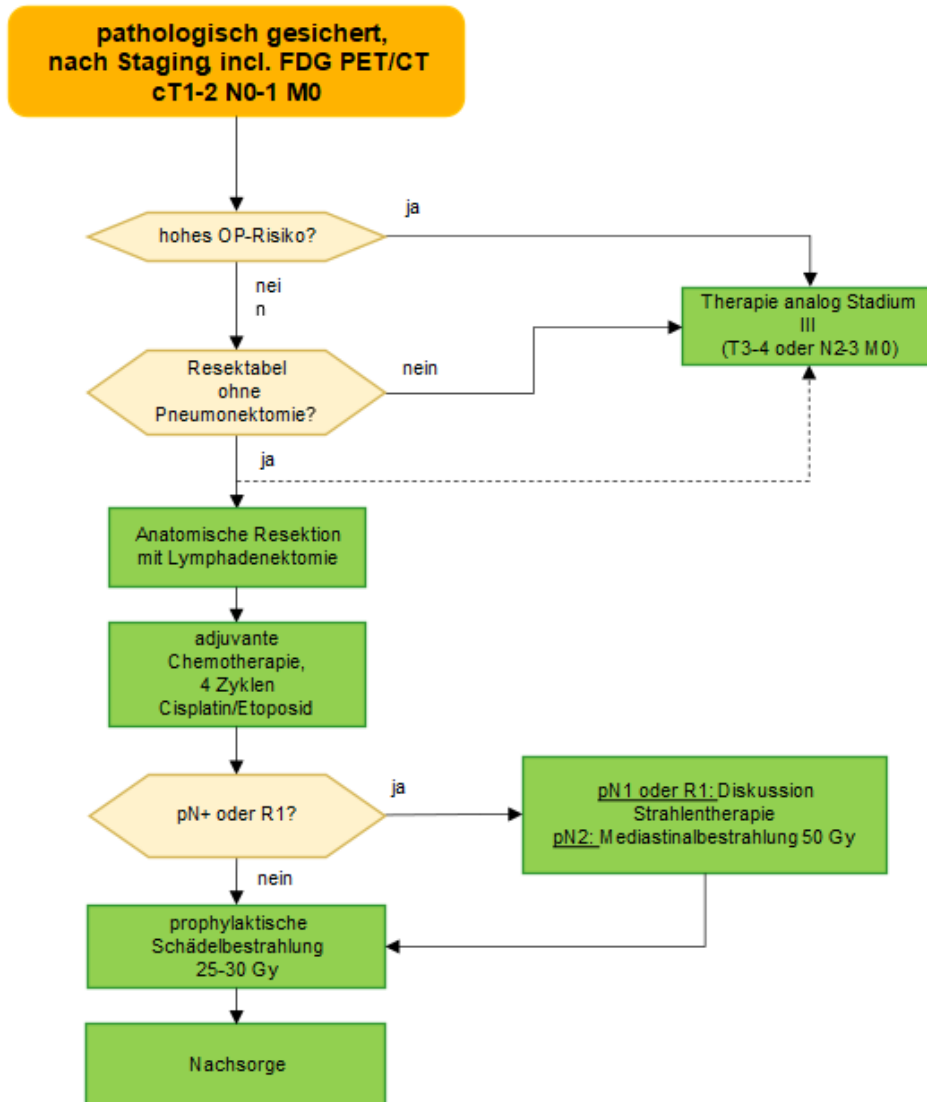 pathologisch gesichert,
nach Staging, incl. FDG PET/CT
cT1-2 N0-1 M0
ja
hohes OP-Risiko?
nei
n
Therapie analog Stadium
III
(T3-4 oder N2-3 M0)
Resektabel
ohne
Pneumonektomie?
nein
ja
Anatomische Resektion
mit Lymphadenektomie
adjuvante
Chemotherapie,
4 Zyklen
Cisplatin/Etoposid
pN+ oder R1?
ja
pN1 oder R1: Diskussion
Strahlentherapie
pN2: Mediastinalbestrahlung 50 Gy
nein
prophylaktische
Schädelbestrahlung
25-30 Gy
Nachsorge